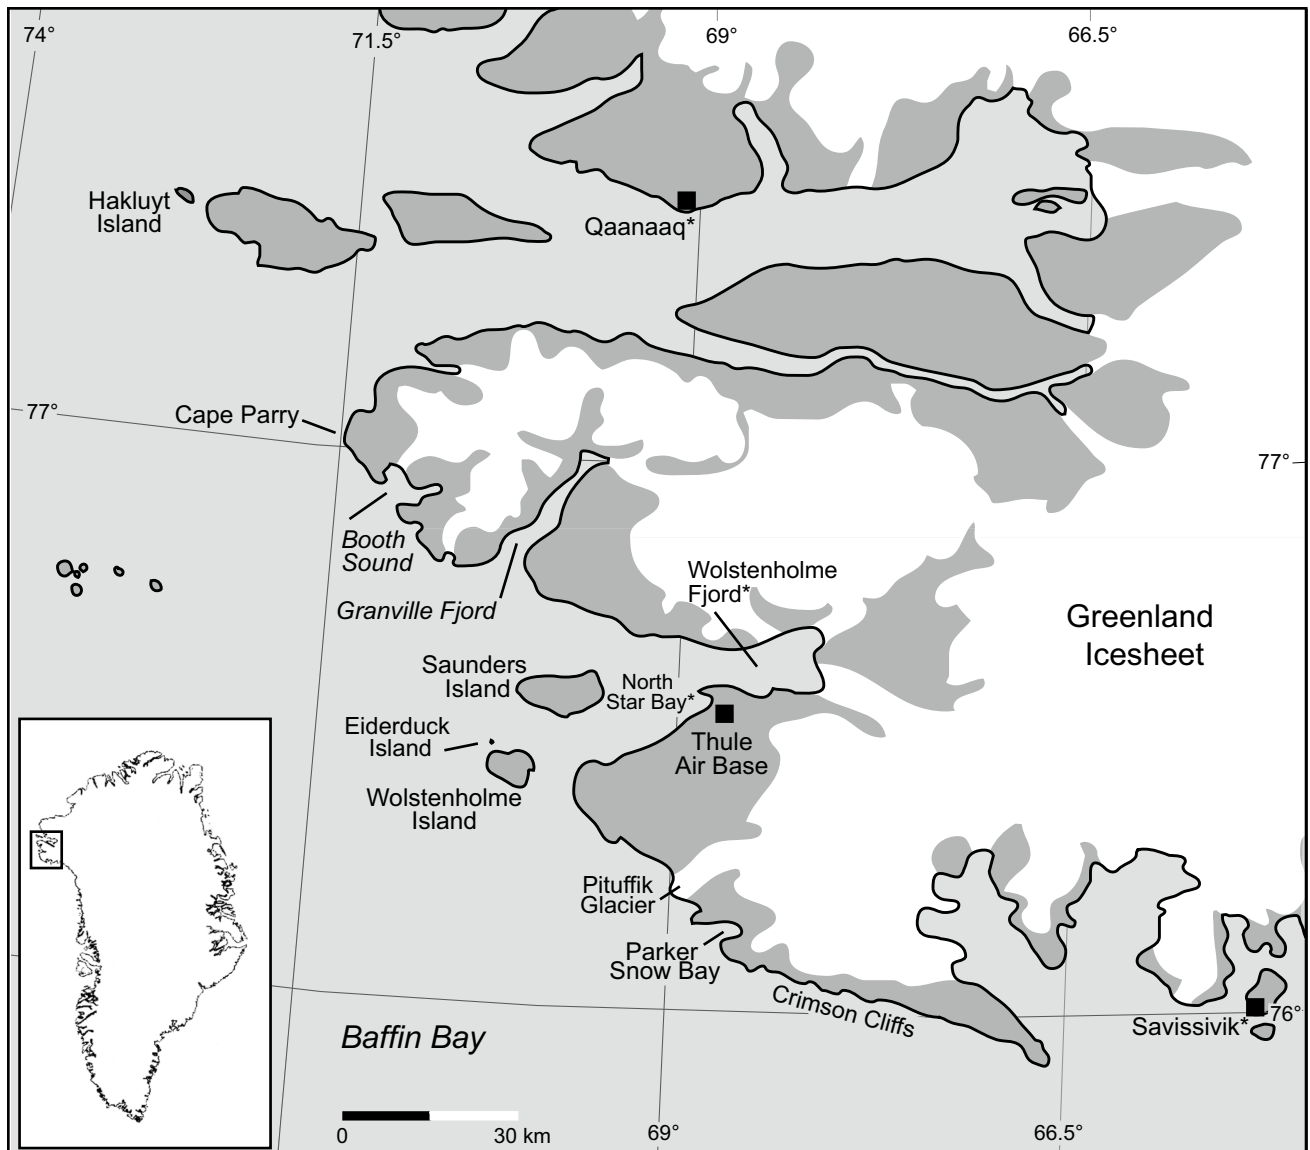 74°
71.5°
69°
66.5°
Hakluyt
Island
Qaanaaq*
77°
Cape Parry
77°
Booth
Sound
Granville Fjord
Wolstenholme
Fjord*
Greenland
Icesheet
Saunders
Island
North
Star Bay*
Eiderduck
Island
Thule
Air Base
Wolstenholme
Island
Pituffik
Glacier
Parker
Snow Bay
Crimson Cliffs
76°
Savissivik*
Baffin Bay
0
30 km
69°
66.5°